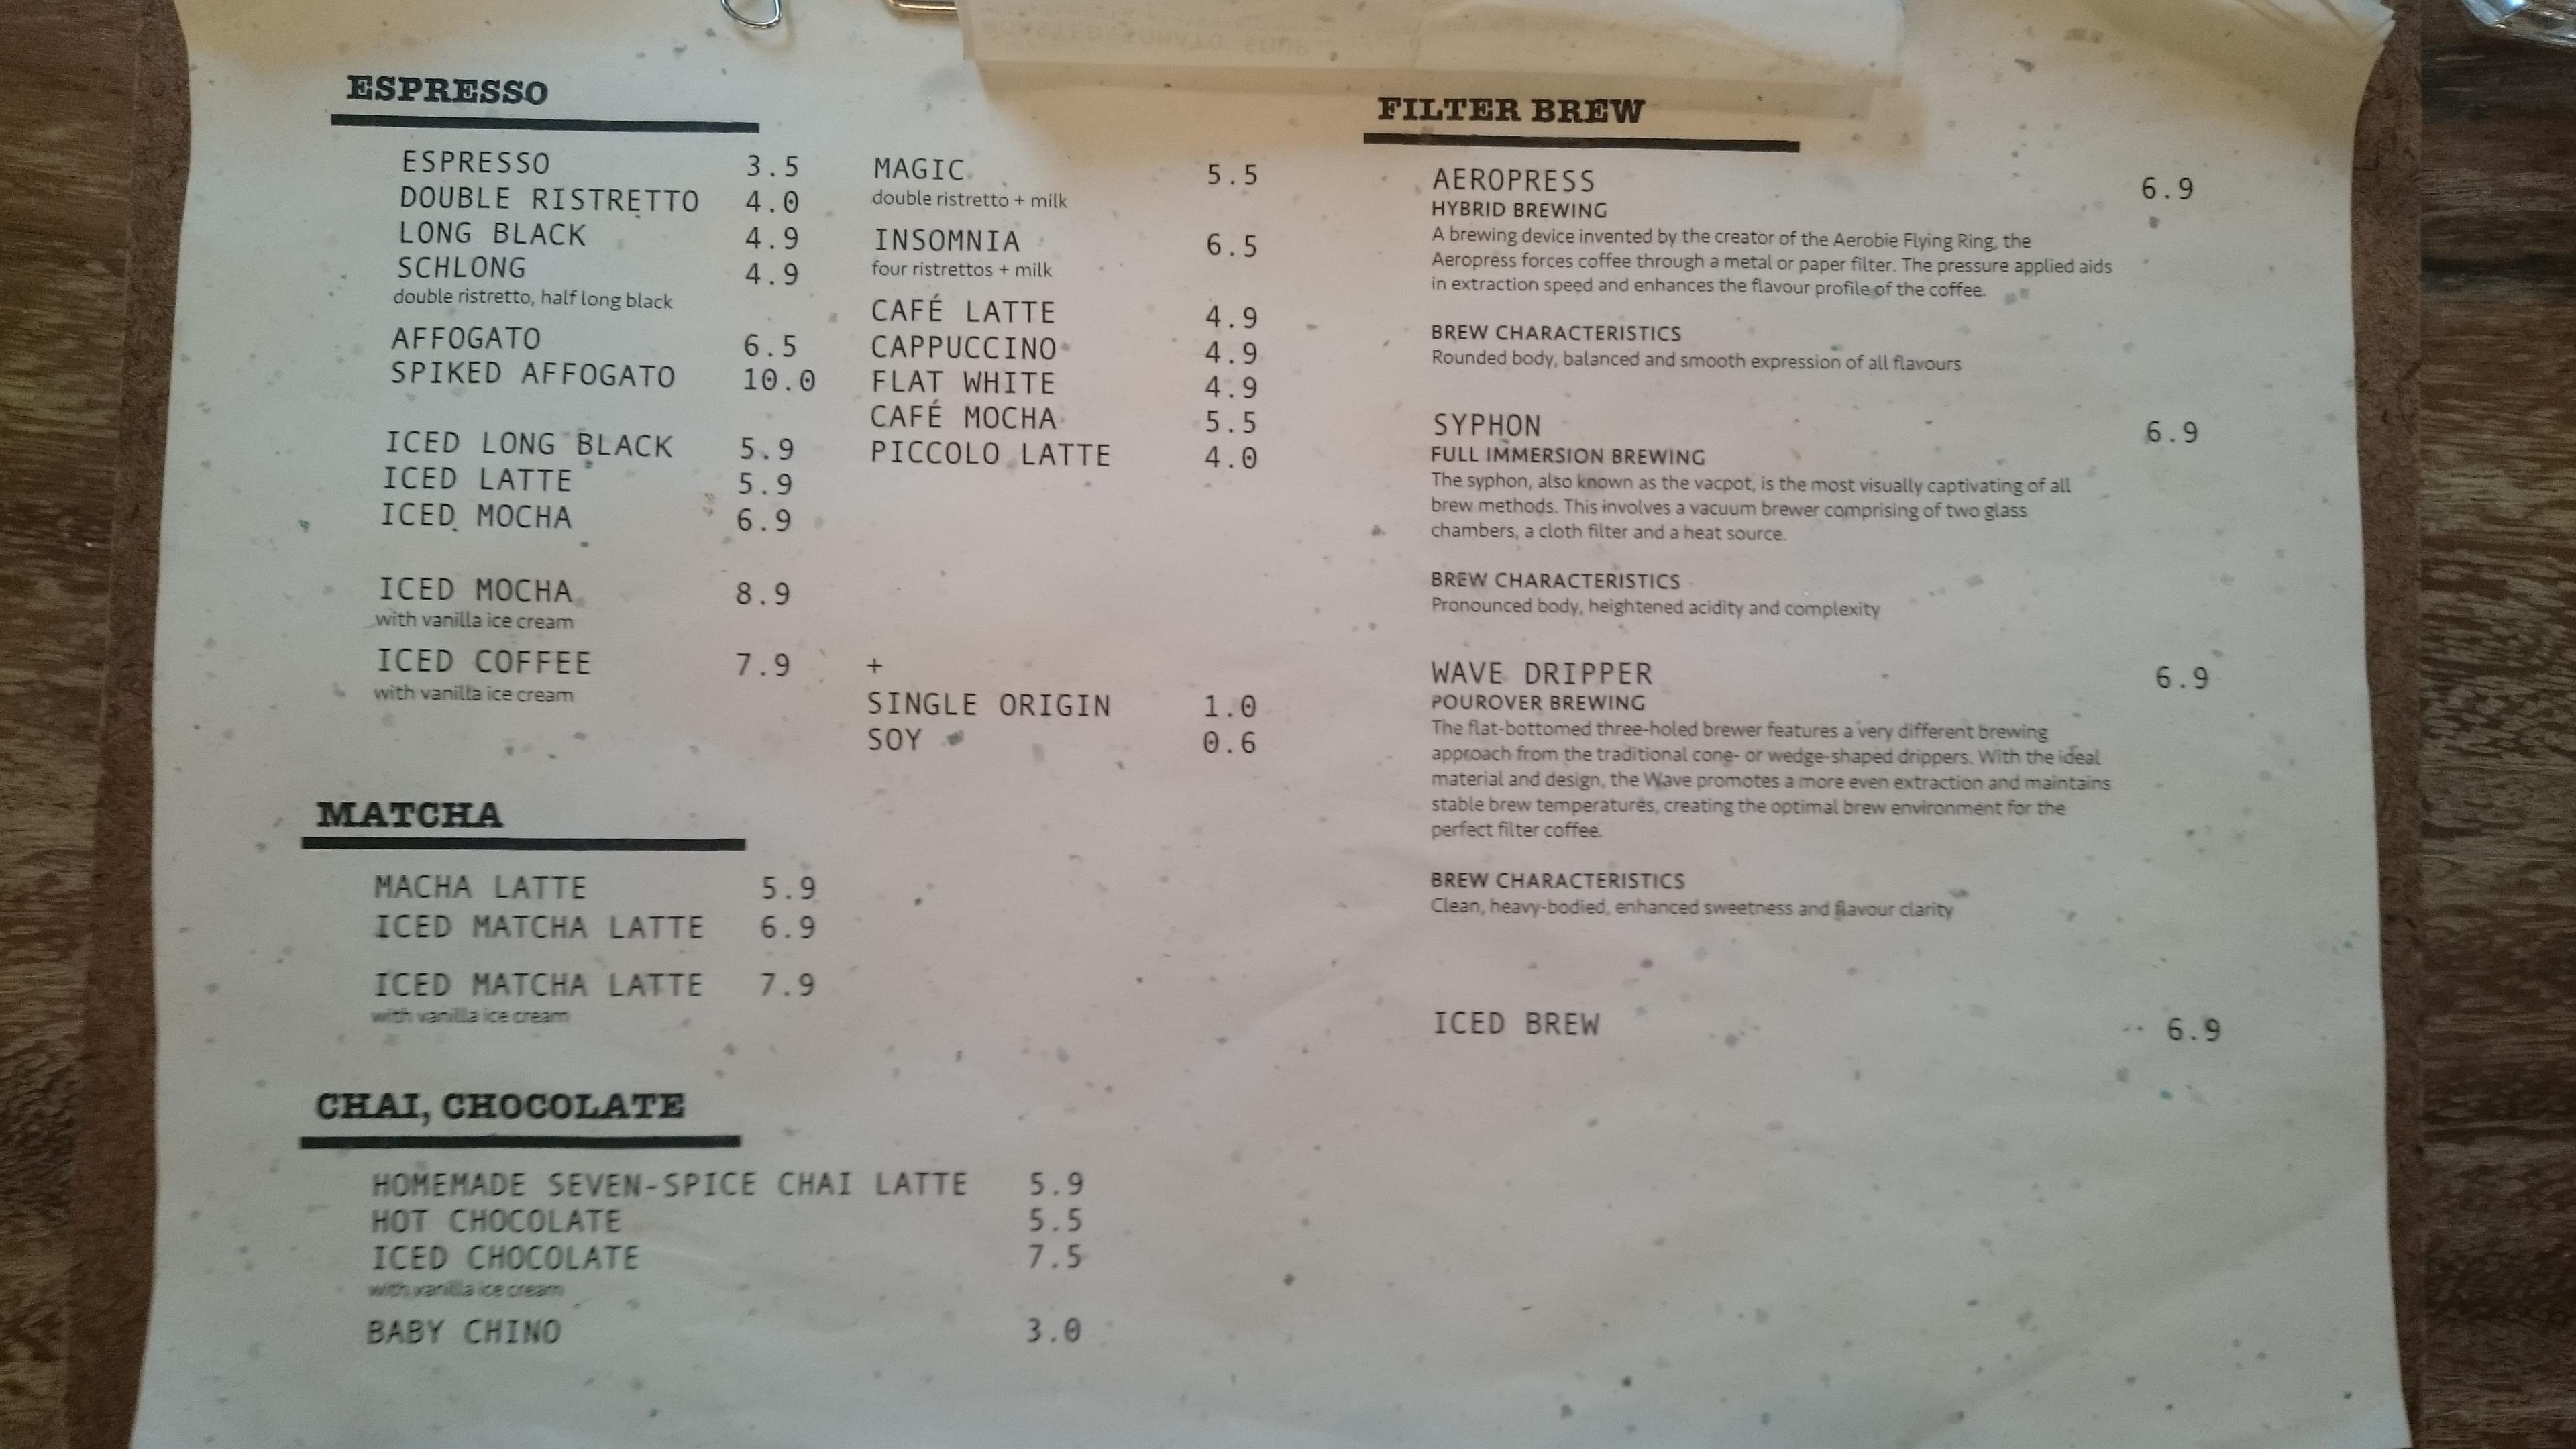 ESPRESSO
ESPRESSO 3.5
DOUBLE RISTRETTO 4.0
LONG BLACK 4.9
SCHLONG 4.9
double ristretto, half long black
AFFOGATO 6.5
SPIKED AFFOGATO 10.0
ICED LONG BLACK 5.9
ICED LATTE 5.9
ICED MOCHA 6.9
ICED MOCHA 8.9
with vanilla ice cream
ICED COFFEE 7.9
with vanilla ice cream
MAGIC 5.5
double ristretto + milk
INSOMNIA 6.5
four ristrettos + milk
CAFÉ LATTE 4.9
CAPPUCCINO 4.9
FLAT WHITE 4.9
CAFÉ MOCHA 5.5
PICCOLO LATTE 4.0
+
SINGLE ORIGIN 1.0
SOY 0.6
MATCHA
MACHA LATTE 5.9
ICED MATCHA LATTE 6.9
ICED MATCHA LATTE 7.9
with vanilla ice cream
CHAI, CHOCOLATE
HOMEMADE SEVEN-SPICE CHAI LATTE 5.9
HOT CHOCOLATE 5.5
ICED CHOCOLATE 7.5
with vanilla ice cream
BABY CHINO 3.0
FILTER BREW
AEROPRESS 6.9
HYBRID BREWING
A brewing device invented by the creator of the Aerobie Flying Ring, the
Aeropress forces coffee through a metal or paper filter. The pressure applied aids
in extraction speed and enhances the flavour profile of the coffee.
BREW CHARACTERISTICS
Rounded body, balanced and smooth expression of all flavours
SYPHON 6.9
FULL IMMERSION BREWING
The syphon, also known as the vacpot, is the most visually captivating of all
brew methods. This involves a vacuum brewer comprising of two glass
chambers, a cloth filter and a heat source.
BREW CHARACTERISTICS
Pronounced body, heightened acidity and complexity
WAVE DRIPPER 6.9
POUROVER BREWING
The flat-bottomed three-holed brewer features a very different brewing
approach from the traditional cone- or wedge-shaped drippers. With the ideal
material and design, the Wave promotes a more even extraction and maintains
stable brew temperatures, creating the optimal brew environment for the
perfect filter coffee.
BREW CHARACTERISTICS
Clean, heavy-bodied, enhanced sweetness and flavour clarity
ICED BREW 6.9